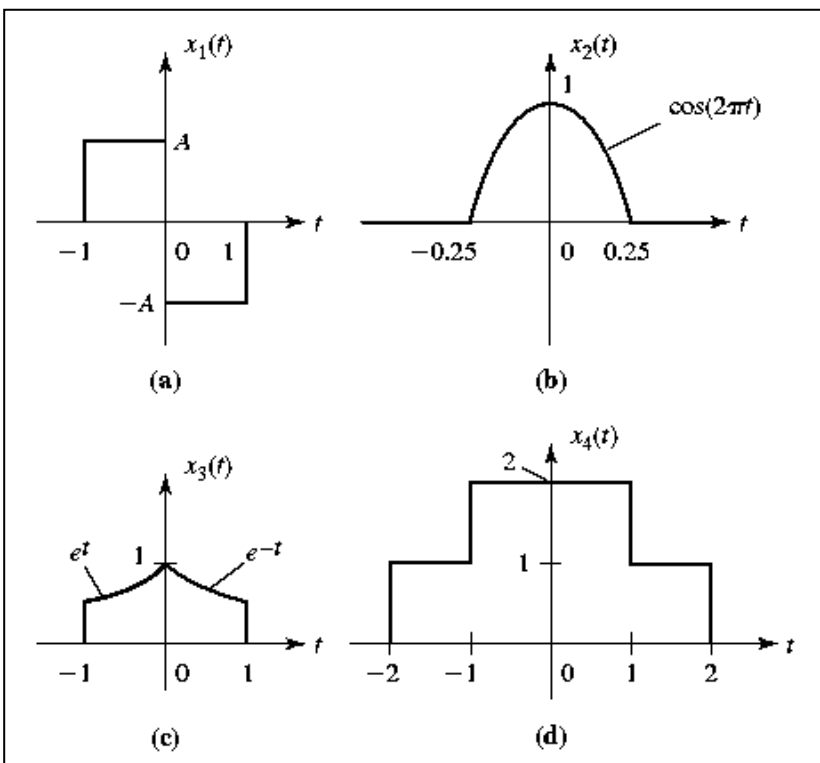 x₁(t)
A
t
−1 0 1
−A
(a)
x₂(t)
1
cos(2πt)
t
−0.25 0 0.25
(b)
x₃(t)
eᵗ 1 e⁻ᵗ
t
−1 0 1
(c)
x₄(t)
2
1
t
−2 −1 0 1 2
(d)